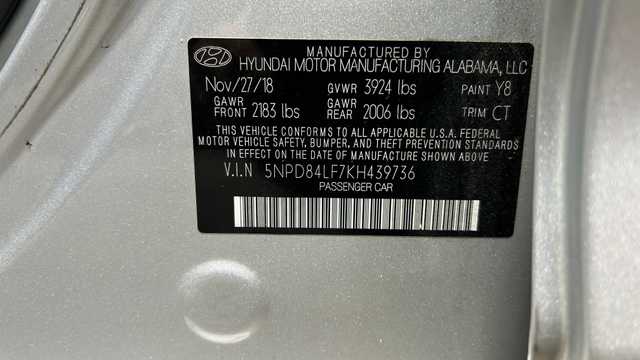 MANUFACTURED BY
HYUNDAI MOTOR MANUFACTURING ALABAMA, LLC
Nov/27/18 GVWR 3924 lbs PAINT Y8
GAWR FRONT 2183 lbs GAWR REAR 2006 lbs TRIM CT
THIS VEHICLE CONFORMS TO ALL APPLICABLE U.S.A. FEDERAL
MOTOR VEHICLE SAFETY, BUMPER, AND THEFT PREVENTION STANDARDS
IN EFFECT ON THE DATE OF MANUFACTURE SHOWN ABOVE.
V.I.N 5NPD84LF7KH439736
PASSENGER CAR